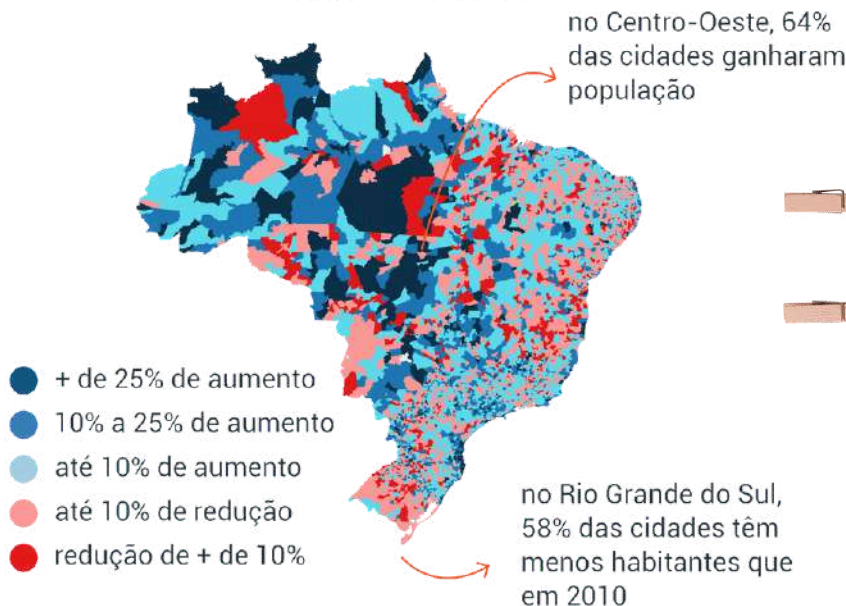 no Centro-Oeste, 64%
das cidades ganharam
população
+ de 25% de aumento
10% a 25% de aumento
até 10% de aumento
até 10% de redução
redução de + de 10%
no Rio Grande do Sul,
58% das cidades têm
menos habitantes que
em 2010